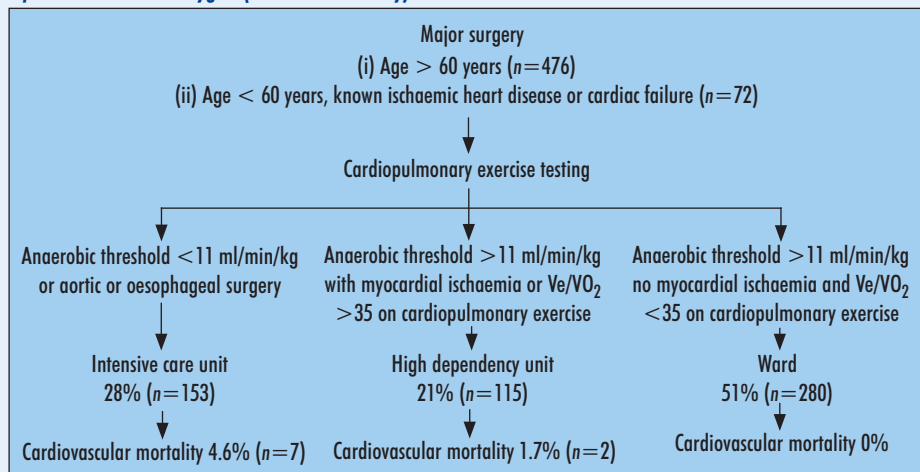 Major surgery
(i) Age > 60 years (n=476)
(ii) Age < 60 years, known ischaemic heart disease or cardiac failure (n=72)
Cardiopulmonary exercise testing
Anaerobic threshold <11 ml/min/kg
or aortic or oesophageal surgery
Anaerobic threshold >11 ml/min/kg
with myocardial ischaemia or Ve/VO₂
>35 on cardiopulmonary exercise
Anaerobic threshold >11 ml/min/kg
no myocardial ischaemia and Ve/VO₂
<35 on cardiopulmonary exercise
Intensive care unit
28% (n=153)
High dependency unit
21% (n=115)
Ward
51% (n=280)
Cardiovascular mortality 4.6% (n=7)
Cardiovascular mortality 1.7% (n=2)
Cardiovascular mortality 0%